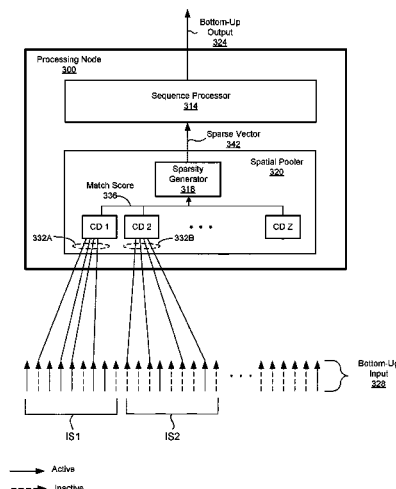 Bottom-Up
Output
324
Processing Node
300
Sequence Processor
314
Sparse Vector
342
Spatial Pooler
320
Sparsity
Generator
318
Match Score
336
332A
CD 1
CD 2
332B
• • •
CD Z
Bottom-Up
Input
328
• • •
IS1
IS2
Active
Inactive